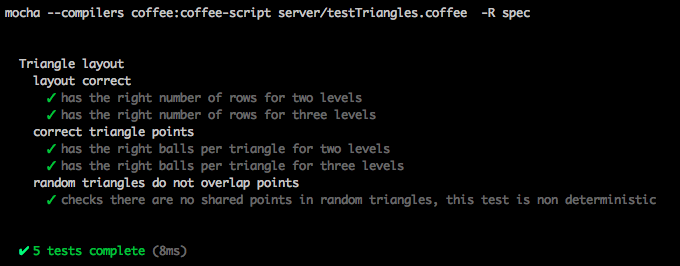 mocha --compilers coffee:coffee-script server/testTriangles.coffee  -R spec
Triangle layout
layout correct
✓ has the right number of rows for two levels
✓ has the right number of rows for three levels
correct triangle points
✓ has the right balls per triangle for two levels
✓ has the right balls per triangle for three levels
random triangles do not overlap points
✓ checks there are no shared points in random triangles, this test is non deterministic
✔ 5 tests complete (8ms)